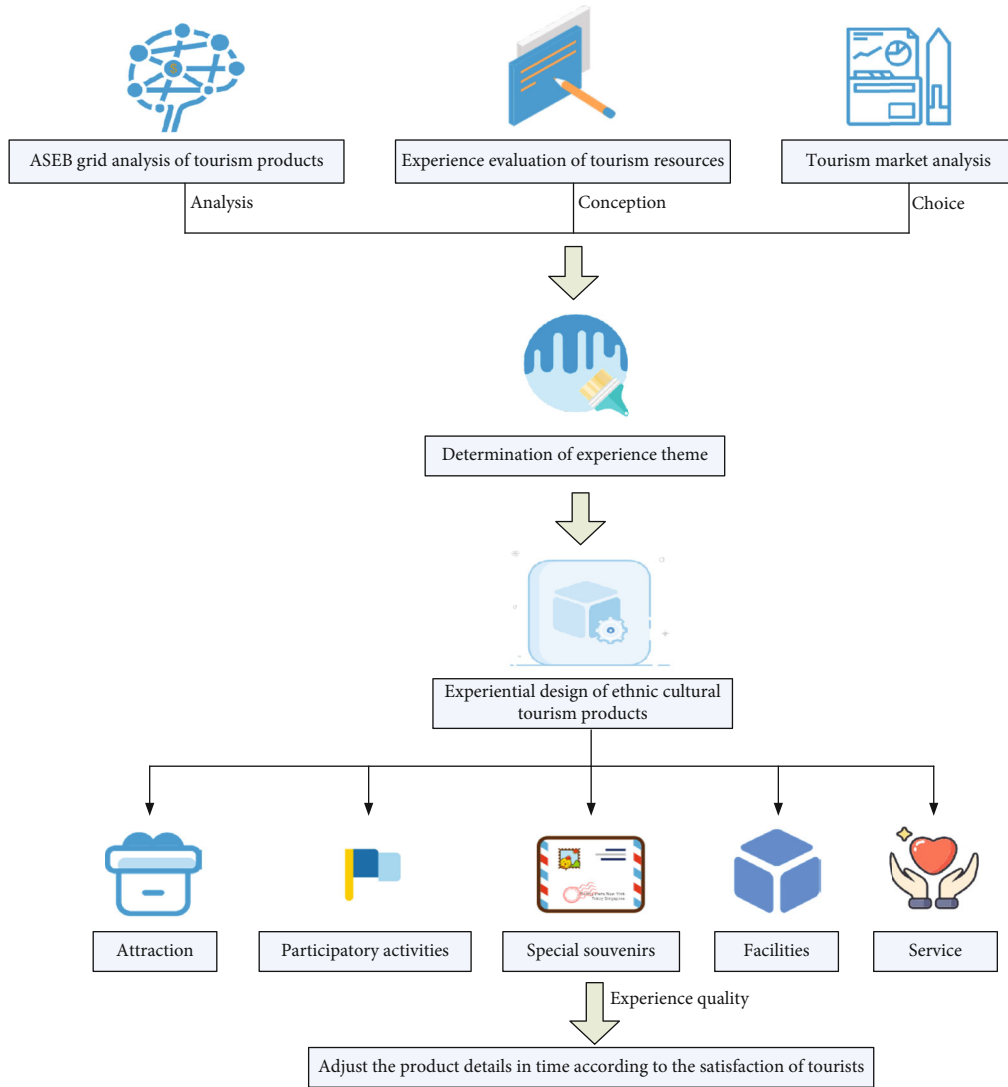 ASEB grid analysis of tourism products
Experience evaluation of tourism resources
Tourism market analysis
Analysis
Conception
Choice
Determination of experience theme
Experiential design of ethnic cultural
tourism products
Attraction
Participatory activities
Special souvenirs
Facilities
Service
Experience quality
Adjust the product details in time according to the satisfaction of tourists